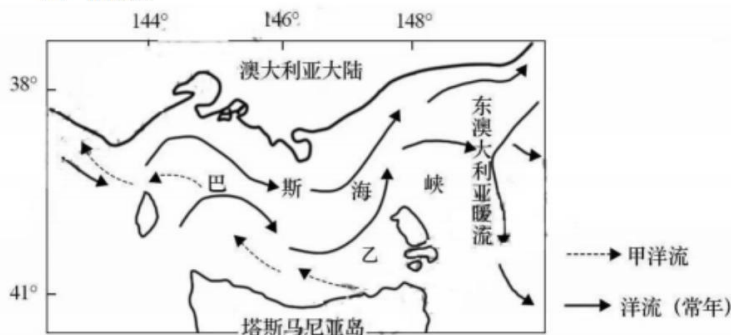 144° 146° 148°
38°
澳大利亚大陆
东澳大利亚暖流
巴斯海峡
乙
41°
塔斯马尼亚岛
甲洋流
洋流（常年）